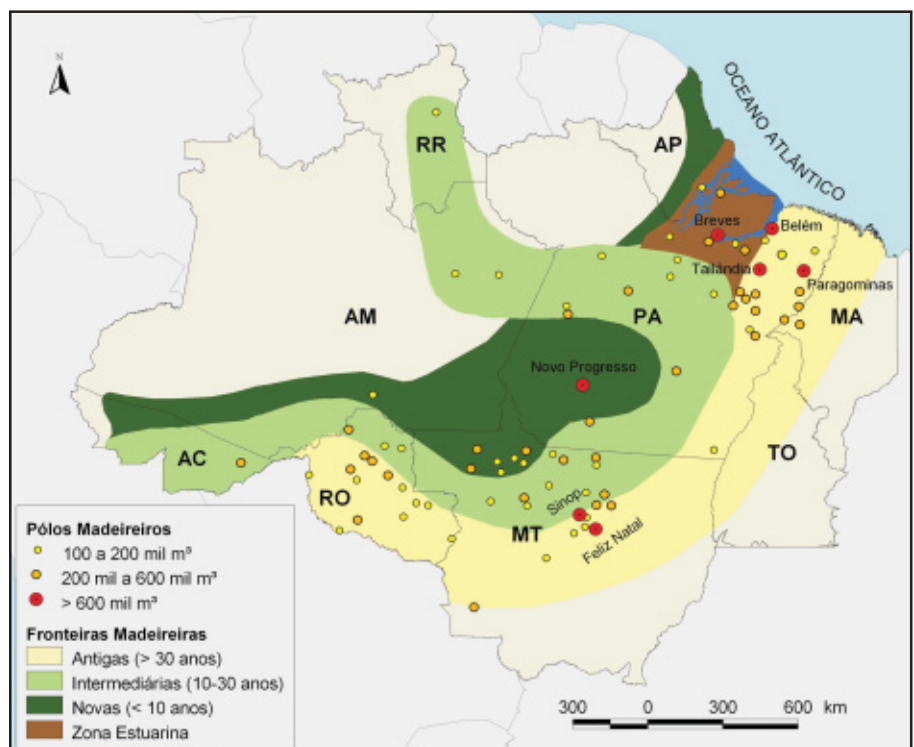 N
OCEANO ATLÂNTICO
RR
AP
Breves
Belém
Tailândia
Paragominas
AM
PA
MA
Novo Progresso
TO
AC
RO
Sinop
MT
Feliz Natal
Pólos Madeireiros
100 a 200 mil m³
200 mil a 600 mil m³
> 600 mil m³
Fronteiras Madeireiras
Antigas (> 30 anos)
Intermediárias (10-30 anos)
Novas (< 10 anos)
Zona Estuarina
300 0 300 600 km